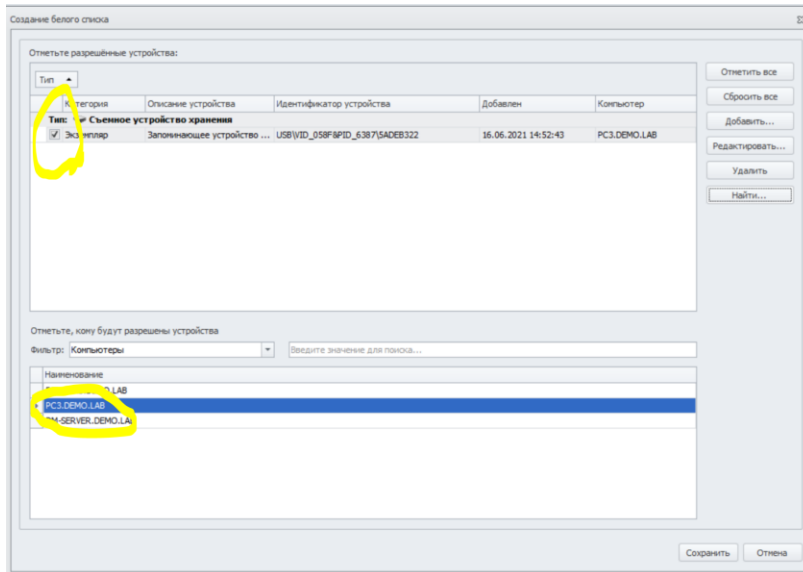 Создание белого списка
Отметьте разрешённые устройства:
Тип
Категория Описание устройства Идентификатор устройства Добавлен Компьютер
Тип: Съемное устройство хранения
Экземпляр Запоминающее устройство ... USB\VID_058F&PID_6387\5ADEB322 16.06.2021 14:52:43 PC3.DEMO.LAB
Отметить все
Сбросить все
Добавить...
Редактировать...
Удалить
Найти...
Отметьте, кому будут разрешены устройства
Фильтр: Компьютеры Введите значение для поиска...
Наименование
PC3.DEMO.LAB
Сохранить Отмена